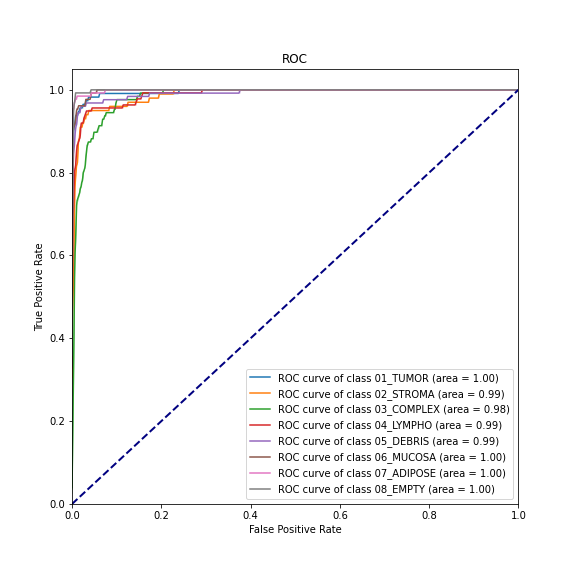 ROC
True Positive Rate
1.0
0.8
0.6
0.4
0.2
0.0
ROC curve of class 01_TUMOR (area = 1.00)
ROC curve of class 02_STROMA (area = 0.99)
ROC curve of class 03_COMPLEX (area = 0.98)
ROC curve of class 04_LYMPHO (area = 0.99)
ROC curve of class 05_DEBRIS (area = 0.99)
ROC curve of class 06_MUCOSA (area = 1.00)
ROC curve of class 07_ADIPOSE (area = 1.00)
ROC curve of class 08_EMPTY (area = 1.00)
0.0 0.2 0.4 0.6 0.8 1.0
False Positive Rate